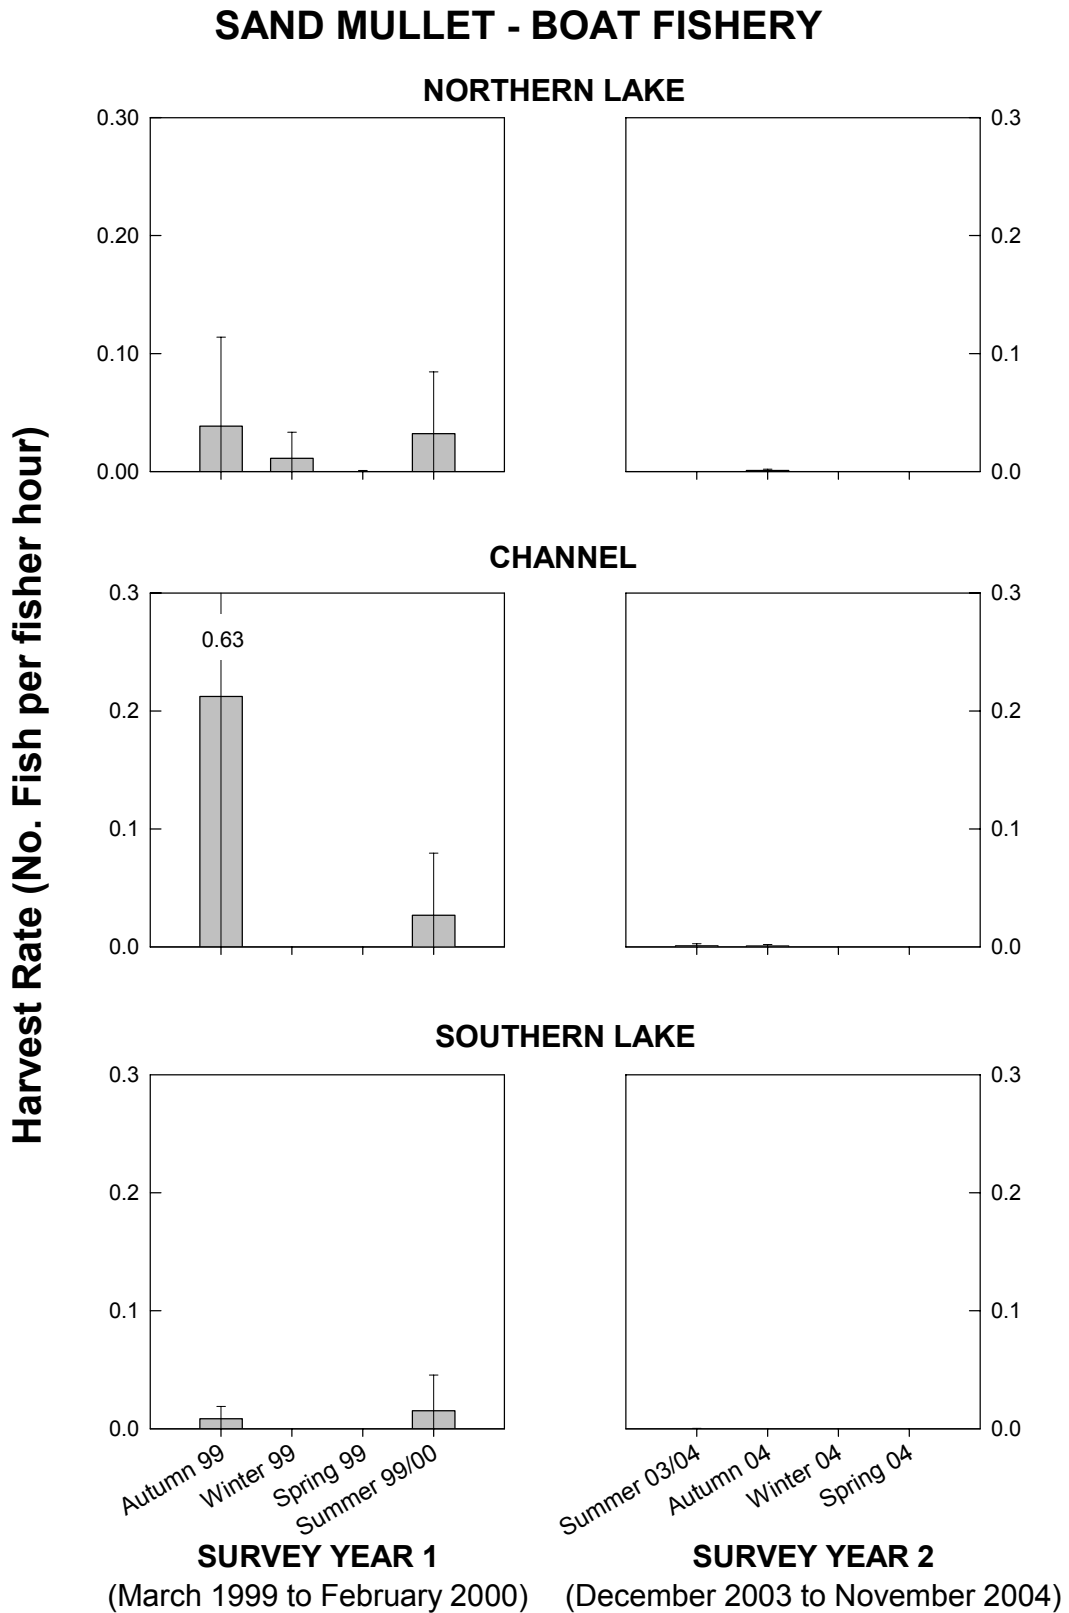 SAND MULLET - BOAT FISHERY
Harvest Rate (No. Fish per fisher hour)
NORTHERN LAKE
0.30
0.20
0.10
0.00
0.3
0.2
0.1
0.0
CHANNEL
0.3
0.2
0.1
0.0
0.63
0.3
0.2
0.1
0.0
SOUTHERN LAKE
0.3
0.2
0.1
0.0
0.3
0.2
0.1
0.0
Autumn 99
Winter 99
Spring 99
Summer 99/00
Summer 03/04
Autumn 04
Winter 04
Spring 04
SURVEY YEAR 1
(March 1999 to February 2000)
SURVEY YEAR 2
(December 2003 to November 2004)